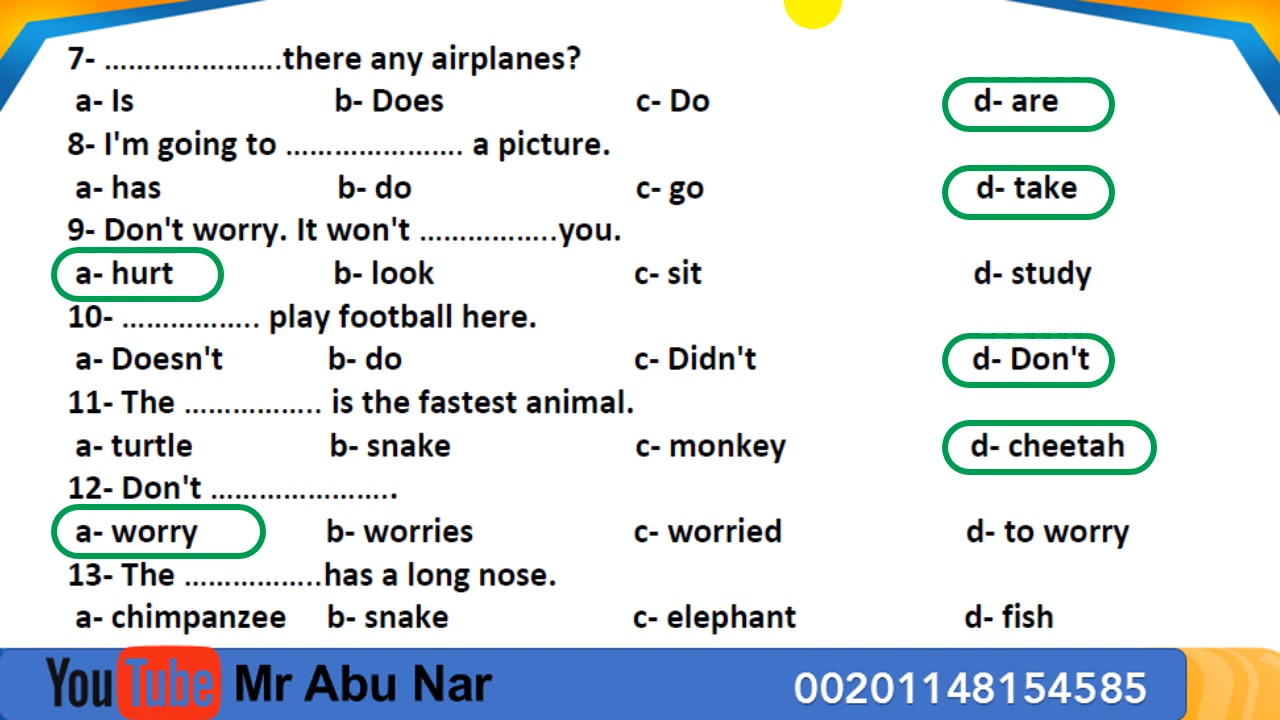 7- ………………….there any airplanes?
a- Is b- Does c- Do d- are
8- I'm going to …………………. a picture.
a- has b- do c- go d- take
9- Don't worry. It won't ……………..you.
a- hurt b- look c- sit d- study
10- …………….. play football here.
a- Doesn't b- do c- Didn't d- Don't
11- The …………….. is the fastest animal.
a- turtle b- snake c- monkey d- cheetah
12- Don't ………………….
a- worry b- worries c- worried d- to worry
13- The ……………..has a long nose.
a- chimpanzee b- snake c- elephant d- fish
YouTube Mr Abu Nar 00201148154585